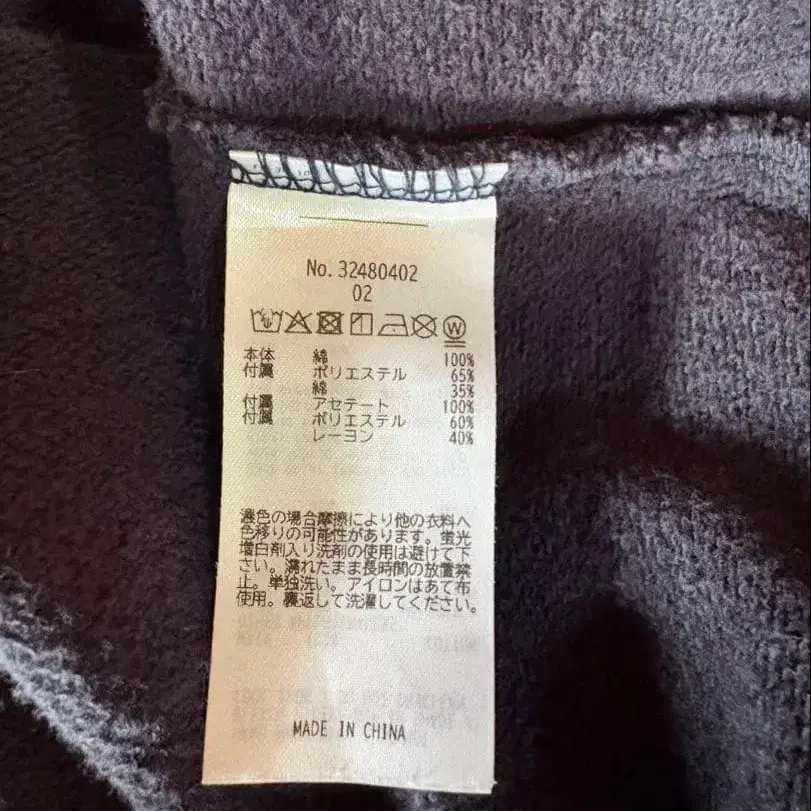 No. 32480402
02
W
本体 綿 100%
付属 ポリエステル 65%
綿 35%
付属 アセテート 100%
付属 ポリエステル 60%
レーヨン 40%
濃色の場合摩擦により他の衣料へ
色移りの可能性があります。蛍光
増白剤入り洗剤の使用は避けて下
さい。濡れたまま長時間の放置禁
止。単独洗い。アイロンはあて布
使用。裏返して洗濯してください。
MADE IN CHINA